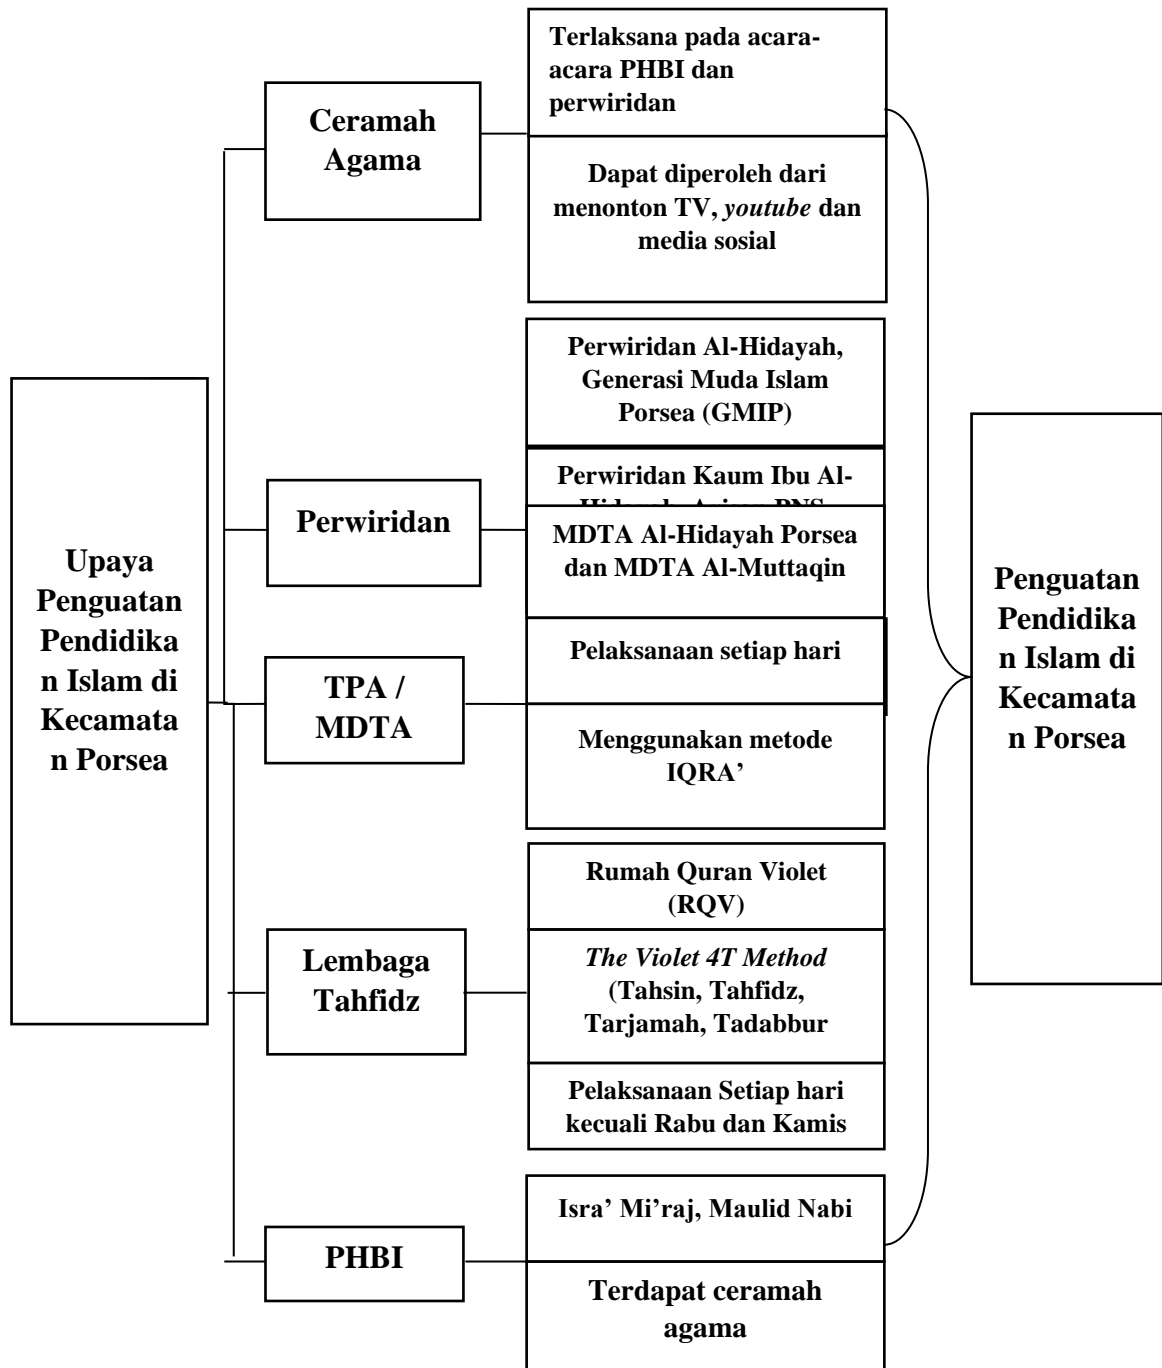 Upaya
Penguatan
Pendidika
n Islam di
Kecamata
n Porsea
Ceramah
Agama
Terlaksana pada acara-
acara PHBI dan
perwiridan
Dapat diperoleh dari
menonton TV, youtube dan
media sosial
Perwiridan
Perwiridan Al-Hidayah,
Generasi Muda Islam
Porsea (GMIP)
Perwiridan Kaum Ibu Al-
TPA /
MDTA
MDTA Al-Hidayah Porsea
dan MDTA Al-Muttaqin
Pelaksanaan setiap hari
Menggunakan metode
IQRA’
Lembaga
Tahfidz
Rumah Quran Violet
(RQV)
The Violet 4T Method
(Tahsin, Tahfidz,
Tarjamah, Tadabbur
Pelaksanaan Setiap hari
kecuali Rabu dan Kamis
PHBI
Isra’ Mi’raj, Maulid Nabi
Terdapat ceramah
agama
Penguatan
Pendidika
n Islam di
Kecamata
n Porsea